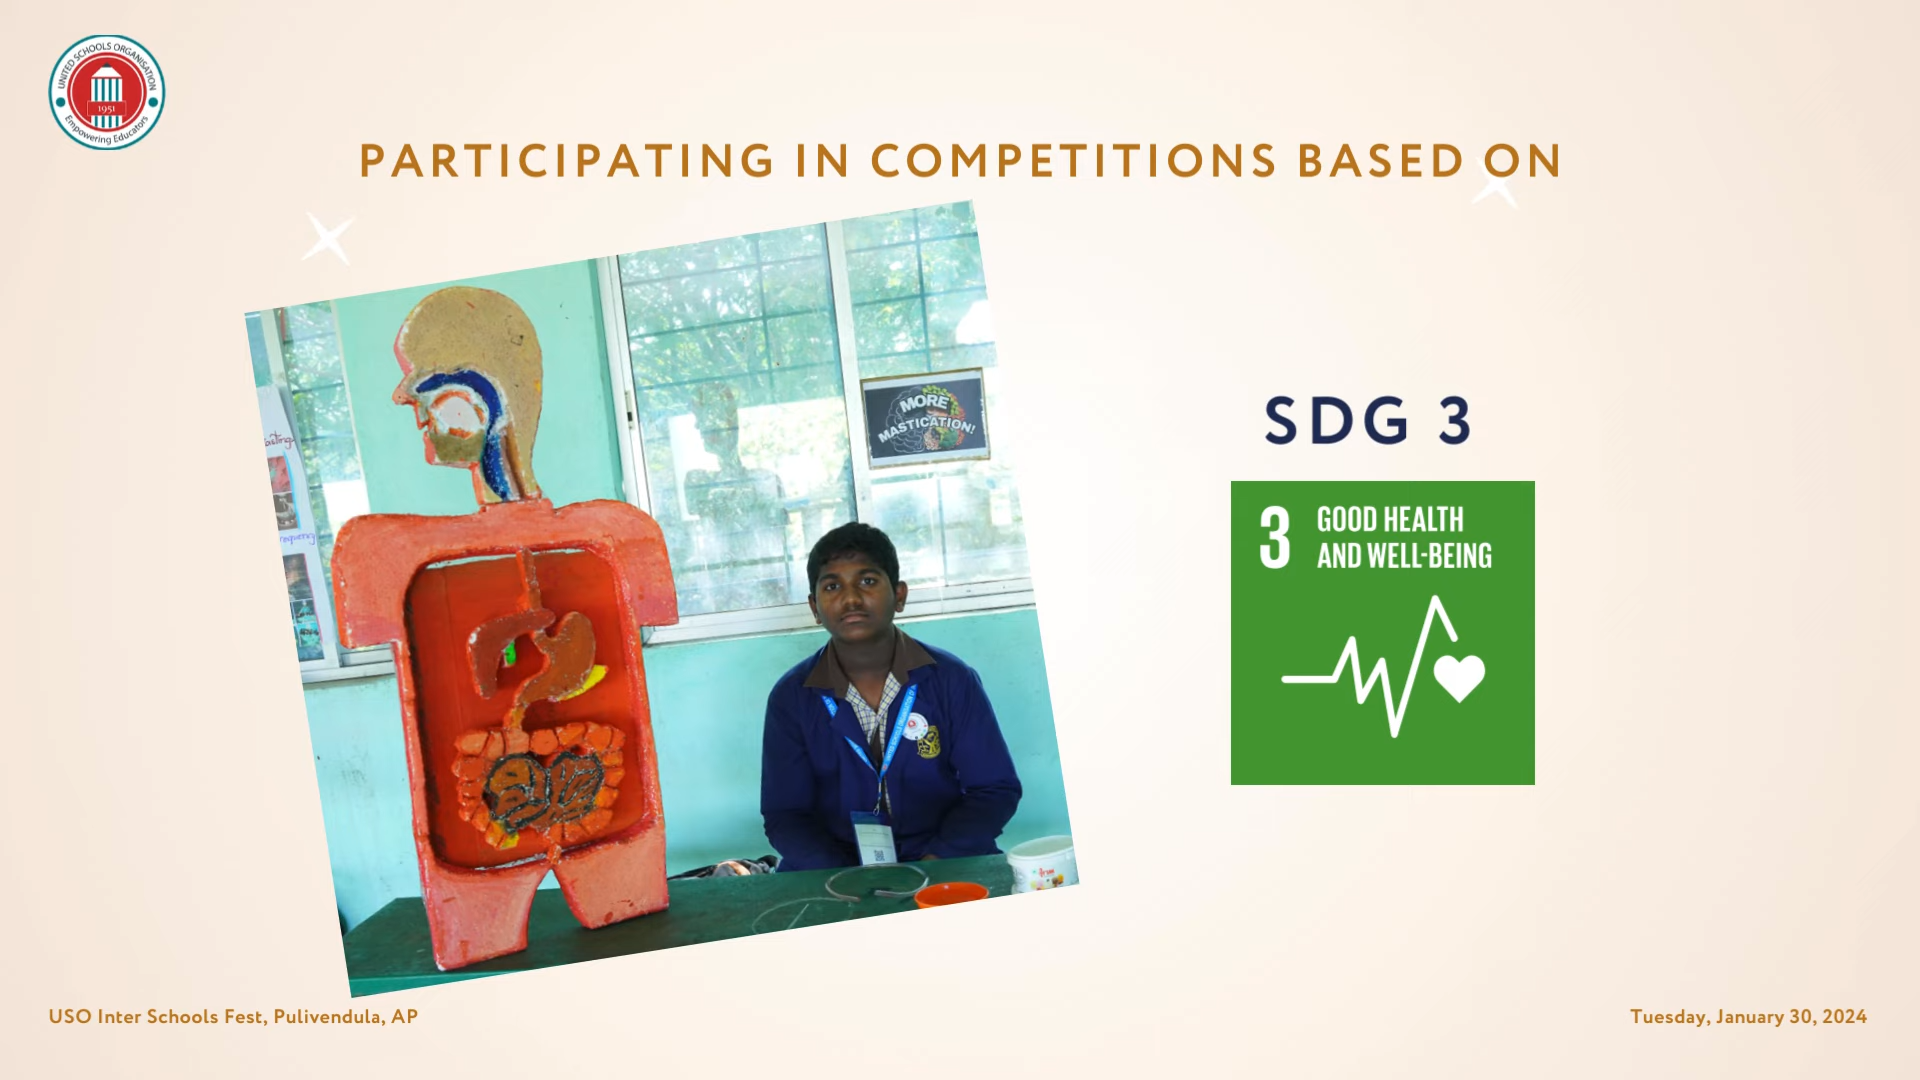 UNITED SCHOOLS ORGANISATION
1951
Empowering Educators
PARTICIPATING IN COMPETITIONS BASED ON
MORE
MASTICATION!
SDG 3
3 GOOD HEALTH
AND WELL-BEING
USO Inter Schools Fest, Pulivendula, AP
Tuesday, January 30, 2024